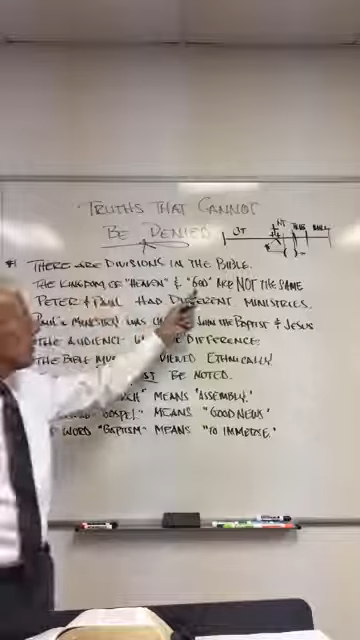 TRUTHS THAT CANNOT
BE DENIED
OT NT
#1 THERE ARE DIVISIONS IN THE BIBLE.
THE KINGDOM OF "HEAVEN" & "GOD" ARE NOT THE SAME
PETER & PAUL HAD DIFFERENT MINISTRIES.
PAUL'S MINISTRY WAS JOHN THE BAPTIST & JESUS
THE AUDIENCE DIFFERENCE.
THE BIBLE VIEWED ETHNICALLY.
BE NOTED.
MEANS "ASSEMBLY."
"GOSPEL" MEANS "GOOD NEWS."
WORD "BAPTISM" MEANS "TO IMMERSE."